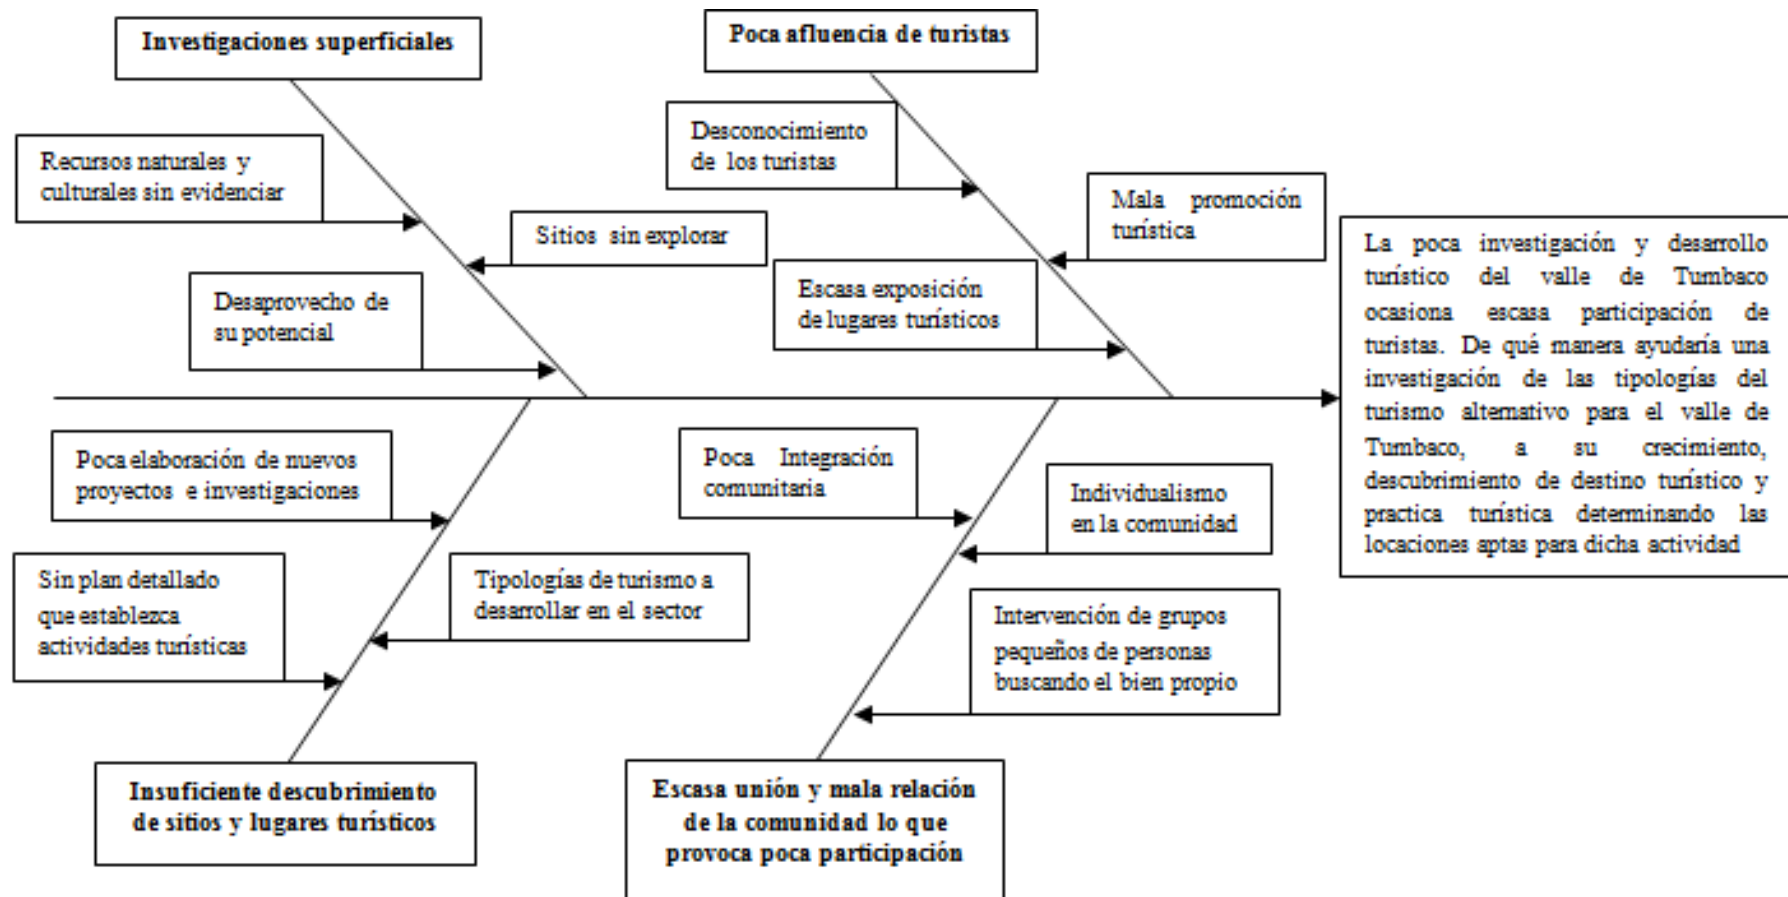 Investigaciones superficiales
Poca afluencia de turistas
Desconocimiento
de los turistas
Recursos naturales y
culturales sin evidenciar
Mala promoción
turística
Sitios sin explorar
Escasa exposición
de lugares turísticos
Desaprovecho de
su potencial
La poca investigación y desarrollo
turístico del valle de Tumbaco
ocasiona escasa participación de
turistas. De qué manera ayudaría una
investigación de las tipologías del
turismo alternativo para el valle de
Tumbaco, a su crecimiento,
descubrimiento de destino turístico y
practica turística determinando las
locaciones aptas para dicha actividad
Poca elaboración de nuevos
proyectos e investigaciones
Poca Integración
comunitaria
Individualismo
en la comunidad
Sin plan detallado
que establezca
actividades turísticas
Tipologías de turismo a
desarrollar en el sector
Intervención de grupos
pequeños de personas
buscando el bien propio
Insuficiente descubrimiento
de sitios y lugares turísticos
Escasa unión y mala relación
de la comunidad lo que
provoca poca participación